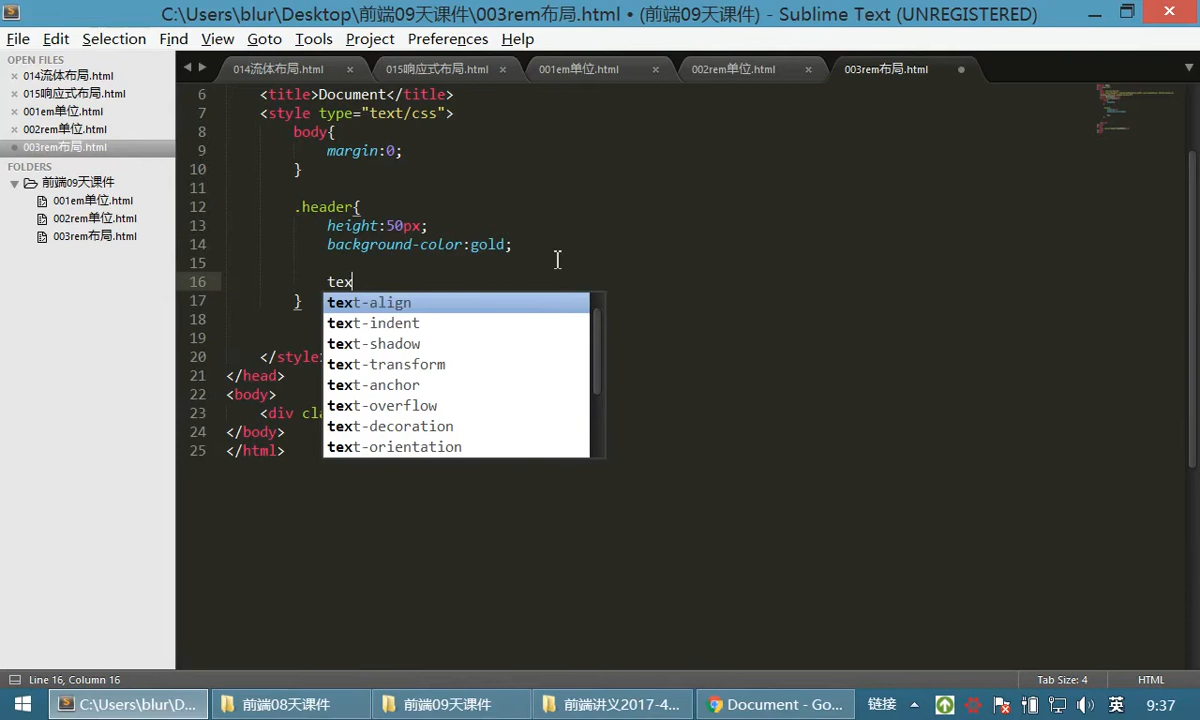 C:\Users\blur\Desktop\前端09天课件\003rem布局.html • (前端09天课件) - Sublime Text (UNREGISTERED)
File Edit Selection Find View Goto Tools Project Preferences Help
OPEN FILES
014流体布局.html
015响应式布局.html
001em单位.html
002rem单位.html
003rem布局.html
FOLDERS
前端09天课件
001em单位.html
002rem单位.html
003rem布局.html
014流体布局.html 015响应式布局.html 001em单位.html 002rem单位.html 003rem布局.html
6 <title>Document</title>
7 <style type="text/css">
8 body{
9 margin:0;
10 }
11
12 .header{
13 height:50px;
14 background-color:gold;
15
16 tex
17 }
18
19
20 </style
21 </head>
22 <body>
23 <div cla
24 </body>
25 </html>
text-align
text-indent
text-shadow
text-transform
text-anchor
text-overflow
text-decoration
text-orientation
Line 16, Column 16 Tab Size: 4 HTML
C:\Users\blur\D... 前端08天课件 前端09天课件 前端讲义2017-4... Document - Go... 链接 英 9:37